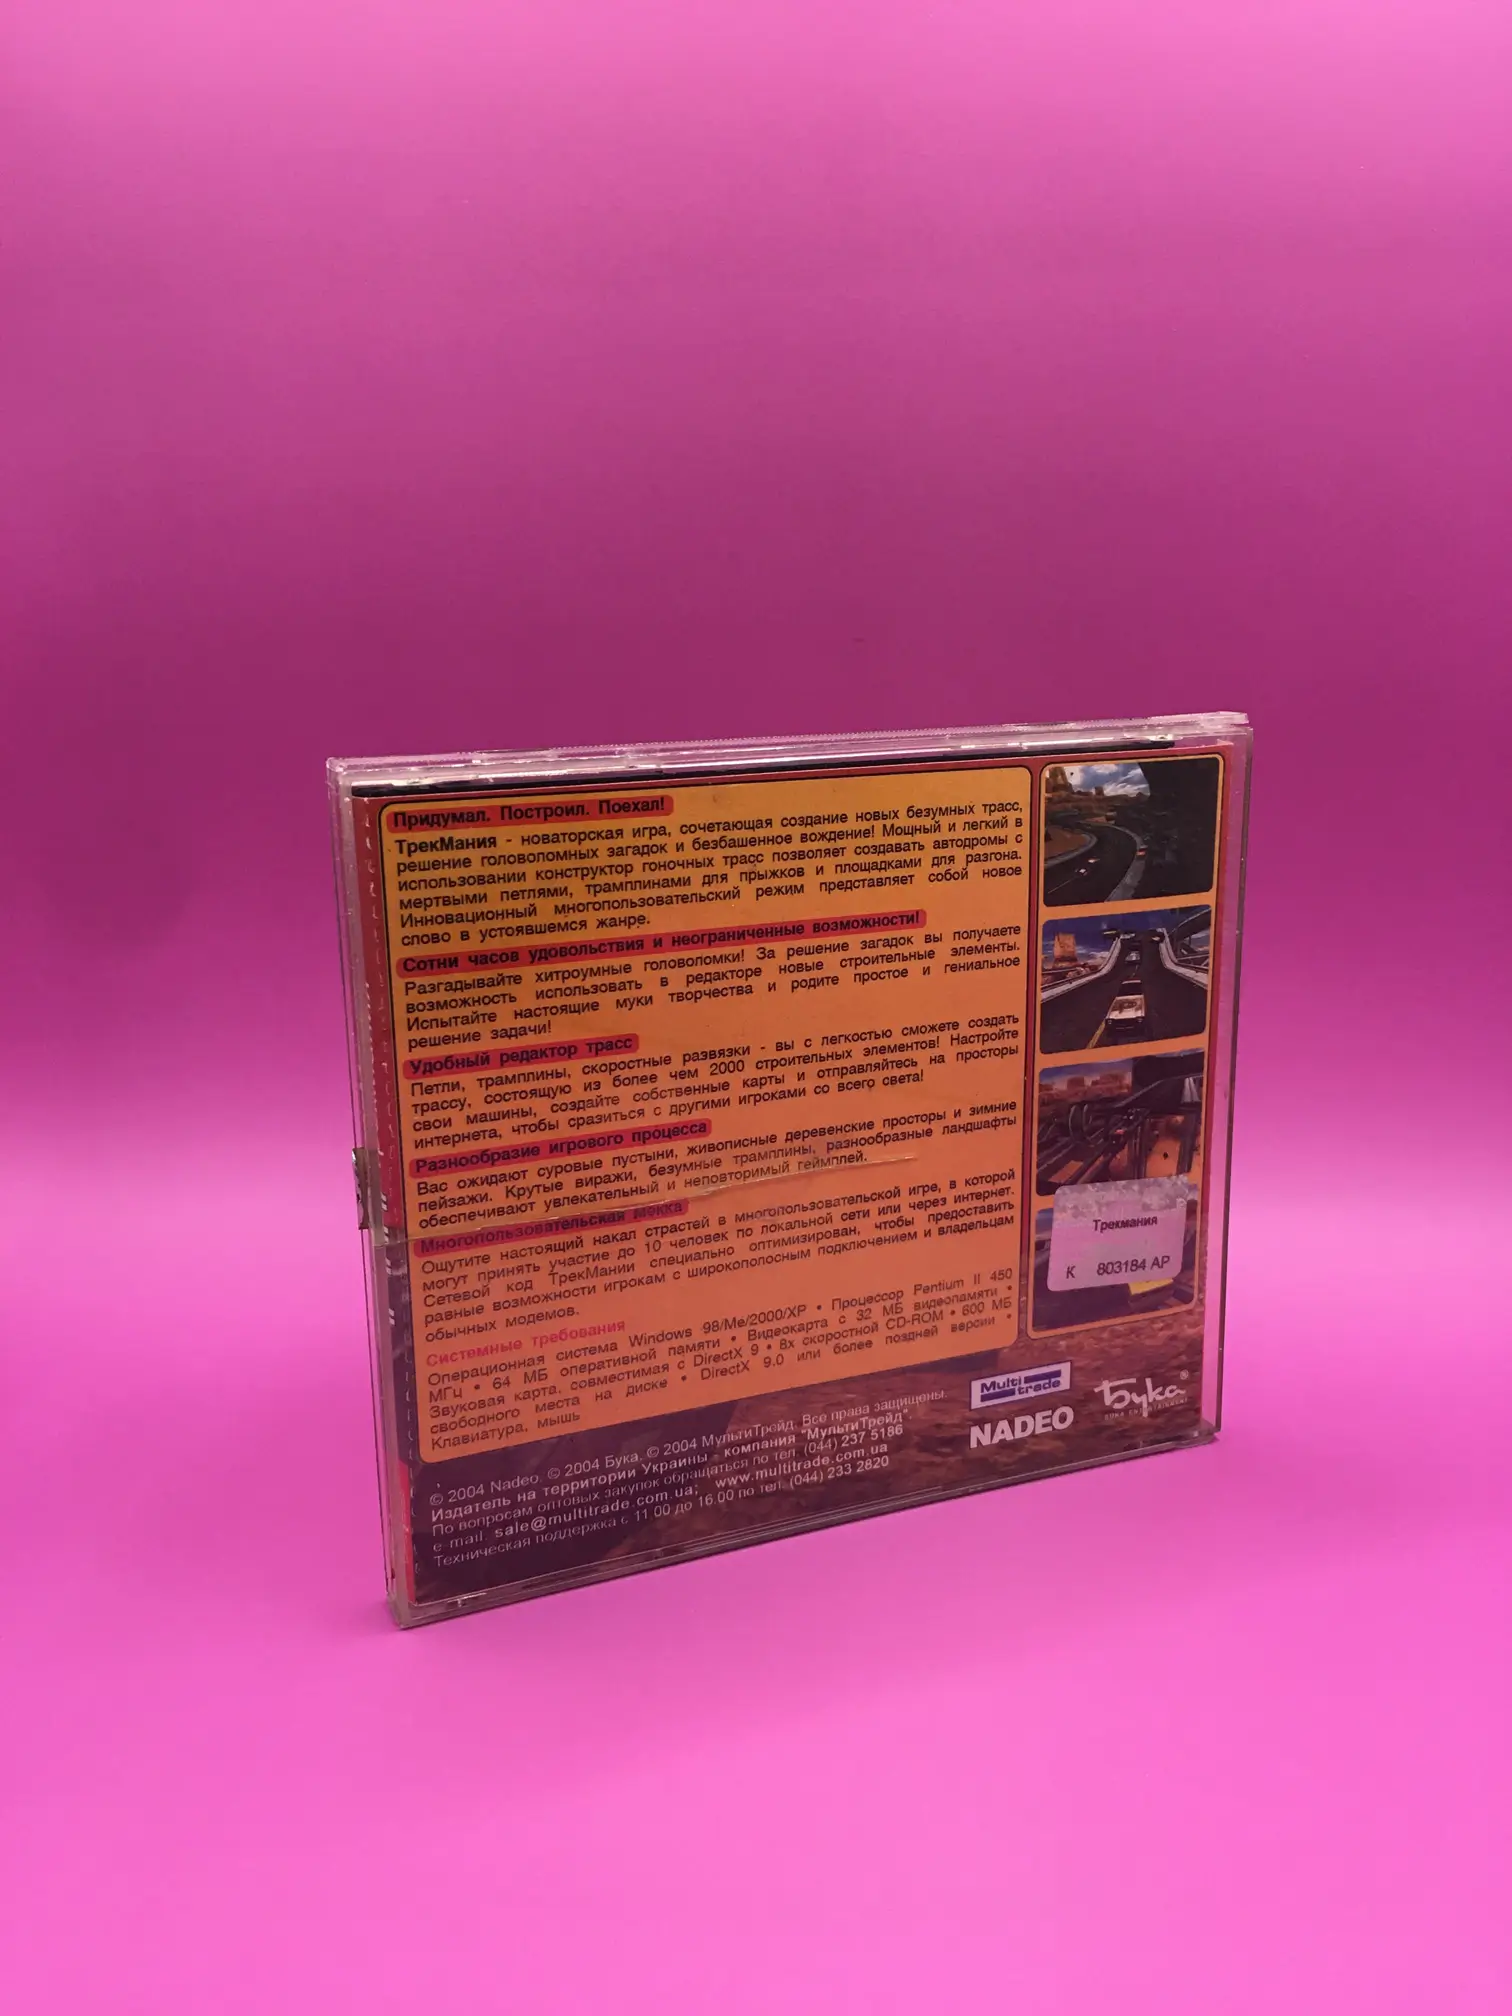 Придумал. Построил. Поехал!
ТрекМания - новаторская игра, сочетающая создание новых безумных трасс,
решение головоломных загадок и безбашенное вождение! Мощный и легкий в
использовании конструктор гоночных трасс позволяет создавать автодромы с
мертвыми петлями, трамплинами для прыжков и площадками для разгона.
Инновационный многопользовательский режим представляет собой новое
слово в устоявшемся жанре.
Сотни часов удовольствия и неограниченные возможности!
Разгадывайте хитроумные головоломки! За решение загадок вы получаете
возможность использовать в редакторе новые строительные элементы.
Испытайте настоящие муки творчества и родите простое и гениальное
решение задачи!
Удобный редактор трасс
Петли, трамплины, скоростные развязки - вы с легкостью сможете создать
трассу, состоящую из более чем 2000 строительных элементов! Настройте
свои машины, создайте собственные карты и отправляйтесь на просторы
интернета, чтобы сразиться с другими игроками со всего света!
Разнообразие игрового процесса
Вас ожидают суровые пустыни, живописные деревенские просторы и зимние
пейзажи. Крутые виражи, безумные трамплины, разнообразные ландшафты
обеспечивают увлекательный и неповторимый геймплей.
Многопользовательская мекка
Ощутите настоящий накал страстей в многопользовательской игре, в которой
могут принять участие до 10 человек по локальной сети или через интернет.
Сетевой код ТрекМании специально оптимизирован, чтобы предоставить
равные возможности игрокам с широкополосным подключением и владельцам
обычных модемов.
Системные требования
Операционная система Windows 98/Me/2000/XP • Процессор Pentium II 450
МГц • 64 МБ оперативной памяти • Видеокарта с 32 МБ видеопамяти •
Звуковая карта, совместимая с DirectX 9 • 8x скоростной CD-ROM • 600 МБ
свободного места на диске • DirectX 9.0 или более поздней версии •
Клавиатура, мышь
Трекмания
К 803184 АР
Multi
trade
NADEO
Бука®
BUKA ENTERTAINMENT
© 2004 Nadeo. © 2004 Бука. © 2004 МультиТрейд. Все права защищены.
Издатель на территории Украины - компания "МультиТрейд".
По вопросам оптовых закупок обращаться по тел. (044) 237 5186
e-mail: sale@multitrade.com.ua; www.multitrade.com.ua
Техническая поддержка с 11.00 до 16.00 по тел. (044) 233 2820